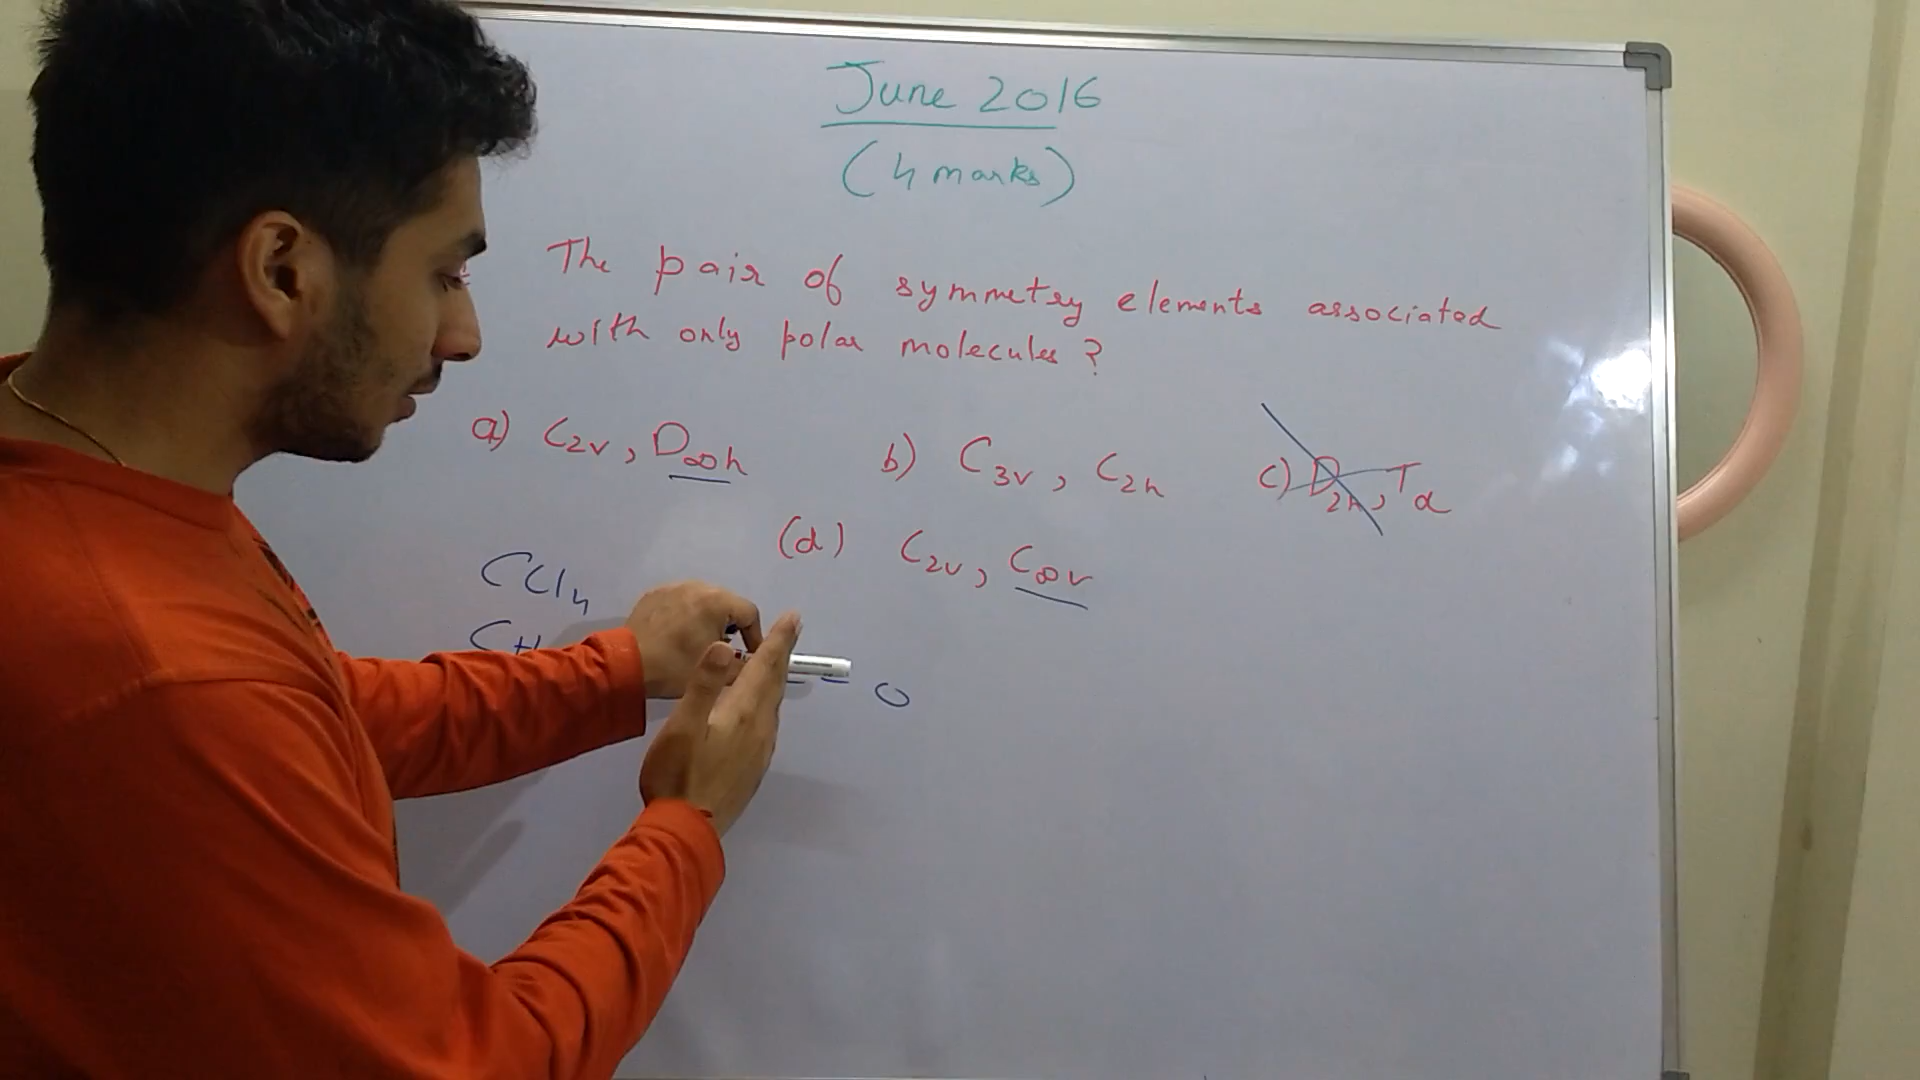 June 2016
(4 marks)
The pair of symmetry elements associated
with only polar molecules ?
a) C2v , D∞h b) C3v , C2h c) D2h , Td
(d) C2v , C∞v
CCl4
O